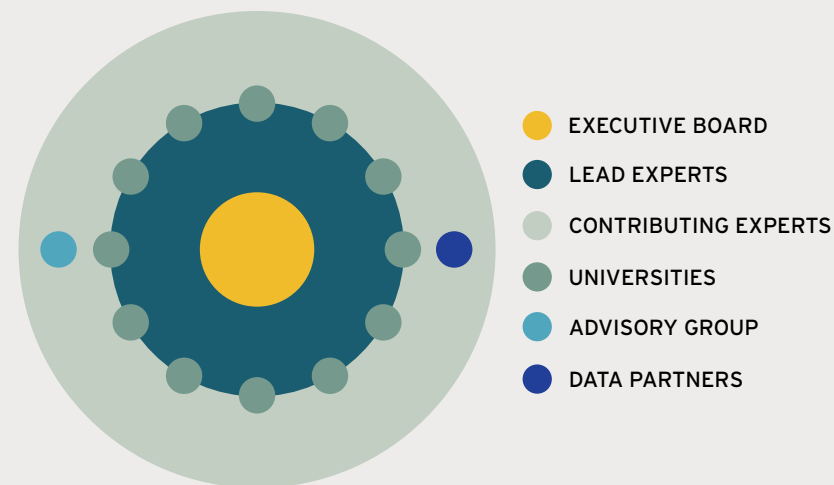 EXECUTIVE BOARD
LEAD EXPERTS
CONTRIBUTING EXPERTS
UNIVERSITIES
ADVISORY GROUP
DATA PARTNERS